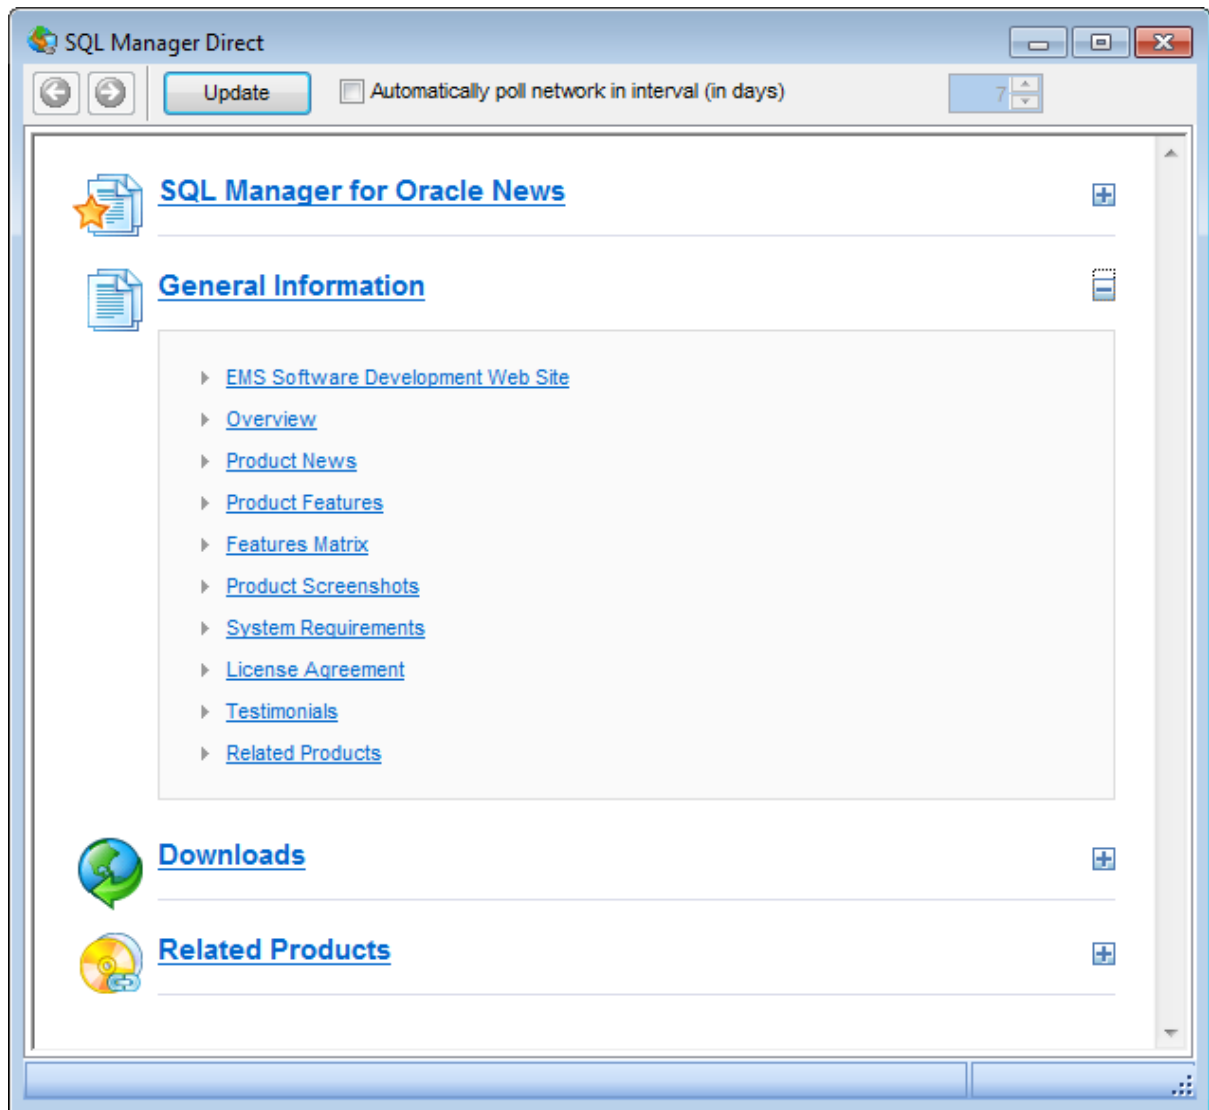 SQL Manager Direct
Update
Automatically poll network in interval (in days)
7
SQL Manager for Oracle News
General Information
EMS Software Development Web Site
Overview
Product News
Product Features
Features Matrix
Product Screenshots
System Requirements
License Agreement
Testimonials
Related Products
Downloads
Related Products